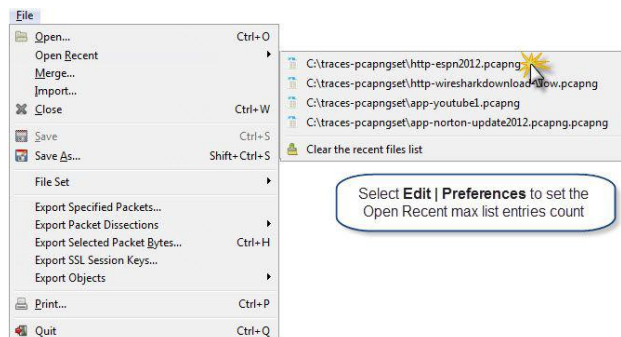 File
Open... Ctrl+O
Open Recent
Merge...
Import...
Close Ctrl+W
Save Ctrl+S
Save As... Shift+Ctrl+S
File Set
Export Specified Packets...
Export Packet Dissections
Export Selected Packet Bytes... Ctrl+H
Export SSL Session Keys...
Export Objects
Print... Ctrl+P
Quit Ctrl+Q
C:\traces-pcapngset\http-espn2012.pcapng
C:\traces-pcapngset\http-wiresharkdownload-slow.pcapng
C:\traces-pcapngset\app-youtube1.pcapng
C:\traces-pcapngset\app-norton-update2012.pcapng.pcapng
Clear the recent files list
Select Edit | Preferences to set the
Open Recent max list entries count